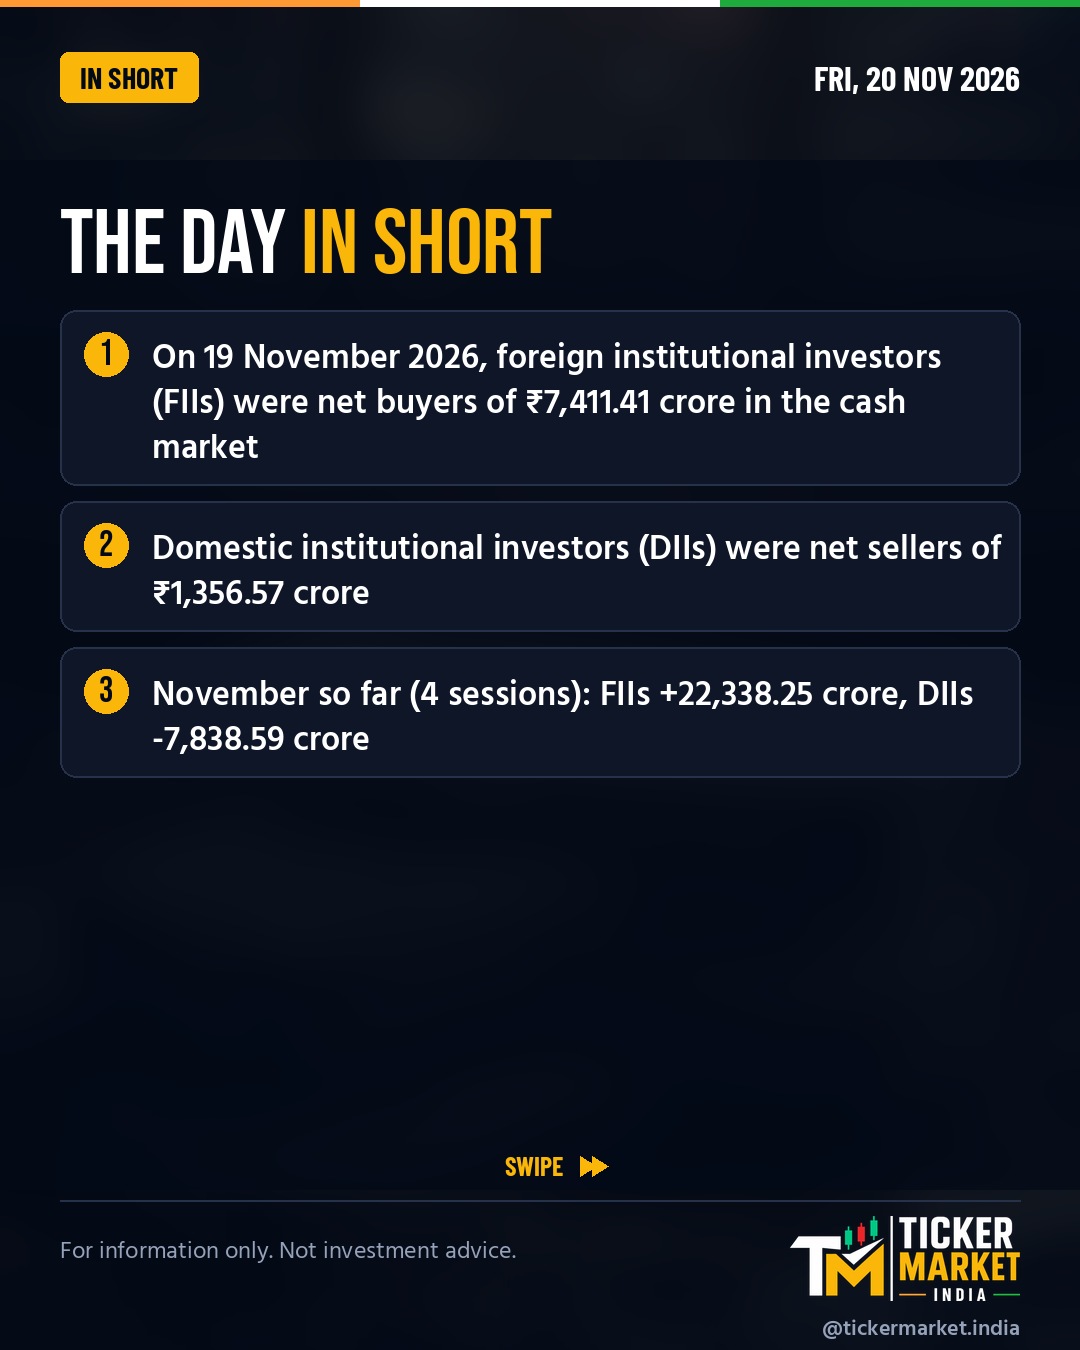 IN SHORT
FRI, 20 NOV 2026
THE DAY IN SHORT
1
On 19 November 2026, foreign institutional investors
(FIIs) were net buyers of ₹7,411.41 crore in the cash
market
2
Domestic institutional investors (DIIs) were net sellers of
₹1,356.57 crore
3
November so far (4 sessions): FIIs +22,338.25 crore, DIIs
-7,838.59 crore
SWIPE
For information only. Not investment advice.
TM
TICKER
MARKET
INDIA
@tickermarket.india